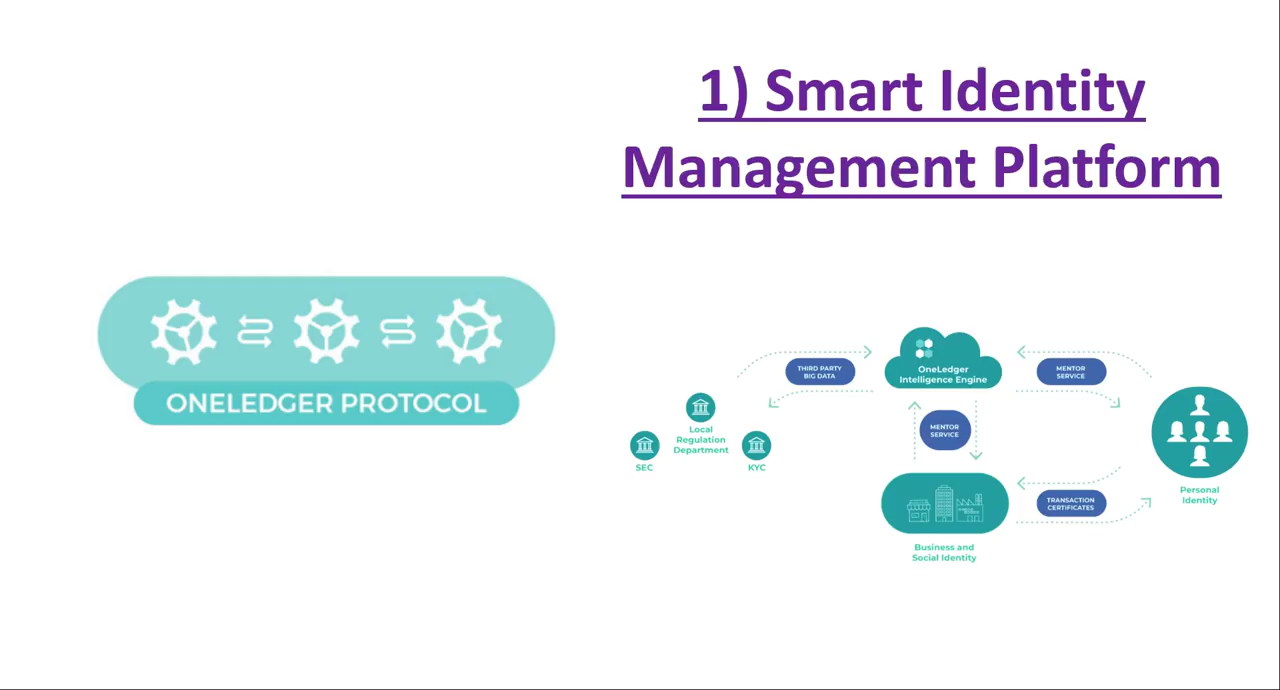 1) Smart Identity
Management Platform
ONELEDGER PROTOCOL
THIRD PARTY
BIG DATA
OneLedger
Intelligence Engine
MENTOR
SERVICE
Local
Regulation
Department
SEC
KYC
MENTOR
SERVICE
Personal
Identity
TRANSACTION
CERTIFICATES
Business and
Social Identity